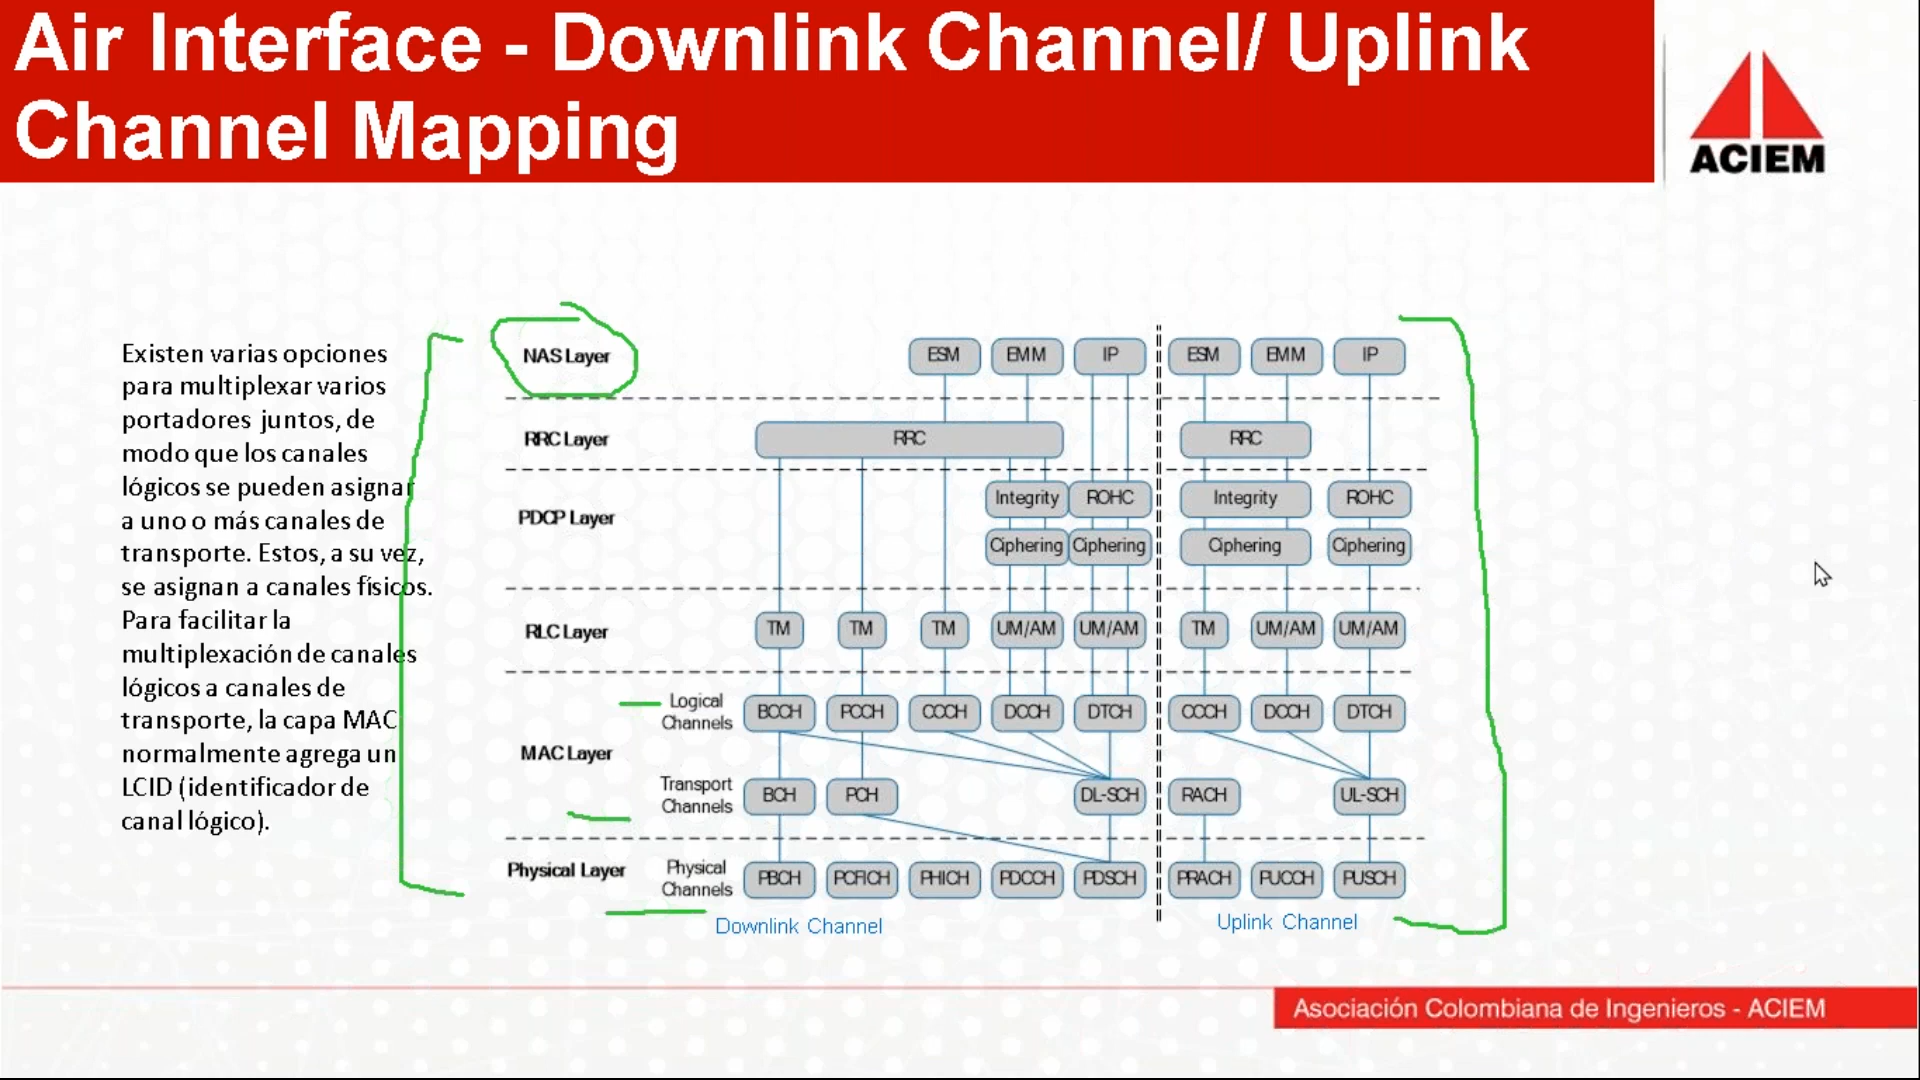 Air Interface - Downlink Channel/ Uplink
Channel Mapping
ACIEM
Existen varias opciones
para multiplexar varios
portadores juntos, de
modo que los canales
lógicos se pueden asignar
a uno o más canales de
transporte. Estos, a su vez,
se asignan a canales físicos.
Para facilitar la
multiplexación de canales
lógicos a canales de
transporte, la capa MAC
normalmente agrega un
LCID (identificador de
canal lógico).
NAS Layer ESM EMM IP ESM EMM IP
RRC Layer RRC RRC
PDCP Layer
Integrity ROHC Integrity ROHC
Ciphering Ciphering Ciphering Ciphering
RLC Layer TM TM TM UM/AM UM/AM TM UM/AM UM/AM
Logical
Channels
BCCH PCCH CCCH DCCH DTCH CCCH DCCH DTCH
MAC Layer
Transport
Channels
BCH PCH DL-SCH RACH UL-SCH
Physical Layer
Physical
Channels
PBCH PCFICH PHICH PDCCH PDSCH PRACH PUCCH PUSCH
Downlink Channel Uplink Channel
Asociación Colombiana de Ingenieros - ACIEM